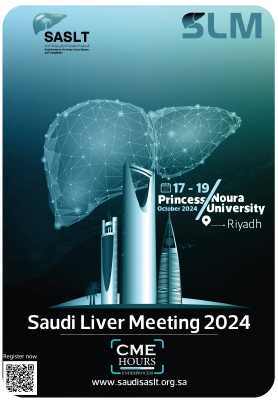 SASLT
SLM
17 - 19
October 2024
Princess Noura
University
Riyadh
Saudi Liver Meeting 2024
CME
HOURS
UNDERPROCESS
Register now
www.saudisaslt.org.sa